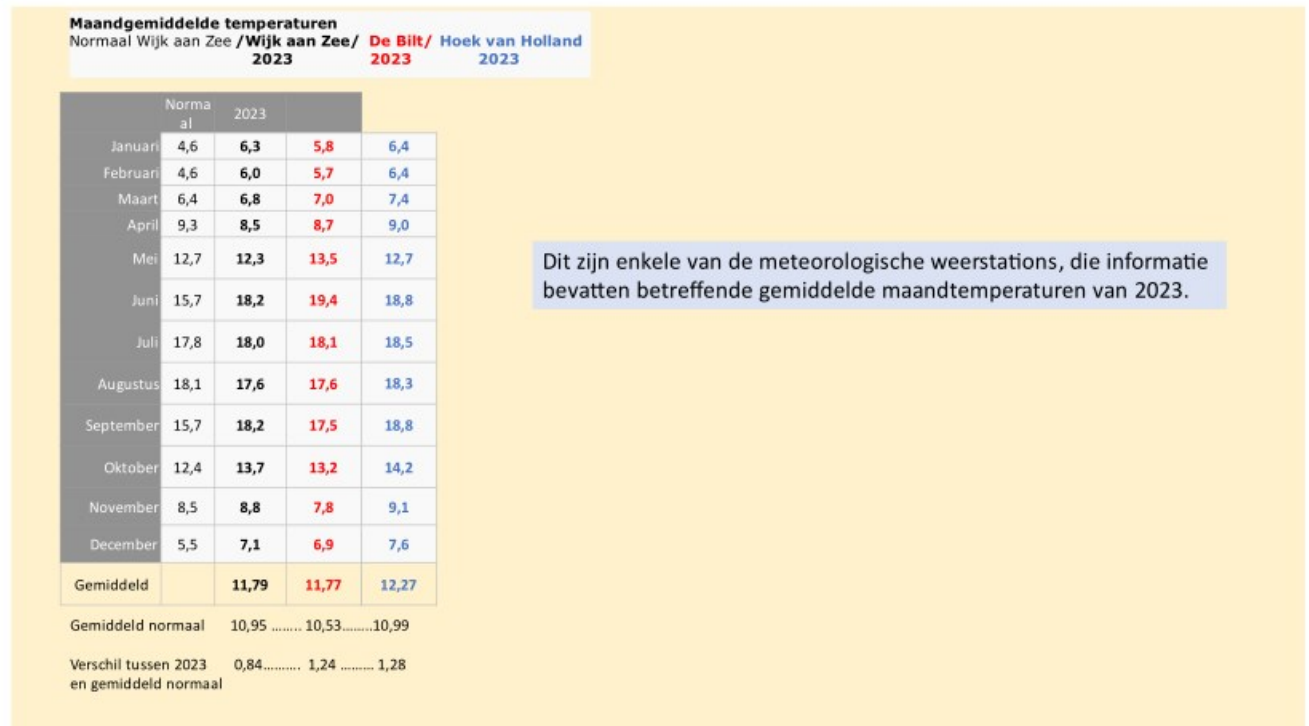 Maandgemiddelde temperaturen
Normaal Wijk aan Zee /Wijk aan Zee/ De Bilt/ Hoek van Holland
2023 2023 2023
Norma
al 2023
Januari 4,6 6,3 5,8 6,4
Februari 4,6 6,0 5,7 6,4
Maart 6,4 6,8 7,0 7,4
April 9,3 8,5 8,7 9,0
Mei 12,7 12,3 13,5 12,7
Juni 15,7 18,2 19,4 18,8
Juli 17,8 18,0 18,1 18,5
Augustus 18,1 17,6 17,6 18,3
September 15,7 18,2 17,5 18,8
Oktober 12,4 13,7 13,2 14,2
November 8,5 8,8 7,8 9,1
December 5,5 7,1 6,9 7,6
Gemiddeld 11,79 11,77 12,27
Gemiddeld normaal 10,95 ........ 10,53.........10,99
Verschil tussen 2023 0,84.......... 1,24 ......... 1,28
en gemiddeld normaal
Dit zijn enkele van de meteorologische weerstations, die informatie
bevatten betreffende gemiddelde maandtemperaturen van 2023.